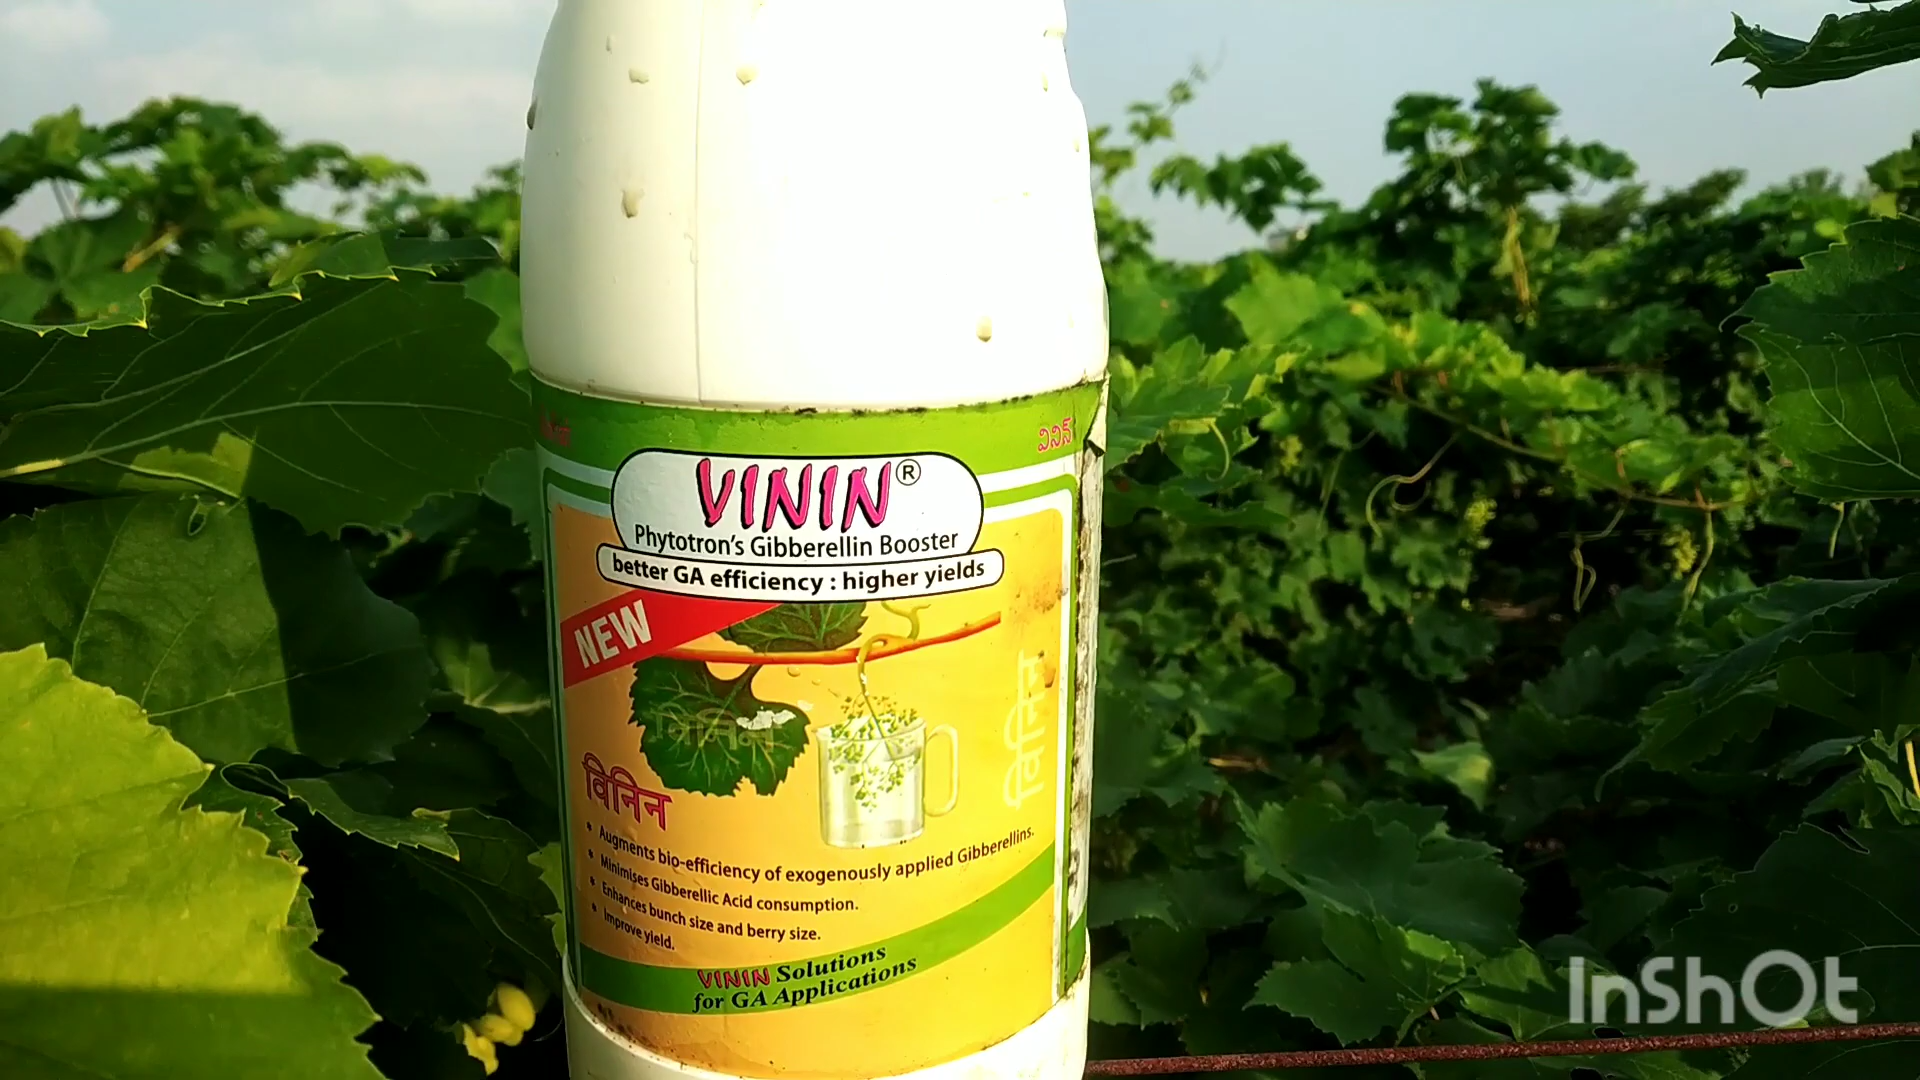 వినిన్
VININ®
Phytotron's Gibberellin Booster
better GA efficiency : higher yields
NEW
विनिन
विनिन
विनिन
* Augments bio-efficiency of exogenously applied Gibberellins.
* Minimises Gibberellic Acid consumption.
* Enhances bunch size and berry size.
* Improve yield.
VININ Solutions
for GA Applications
InShOt